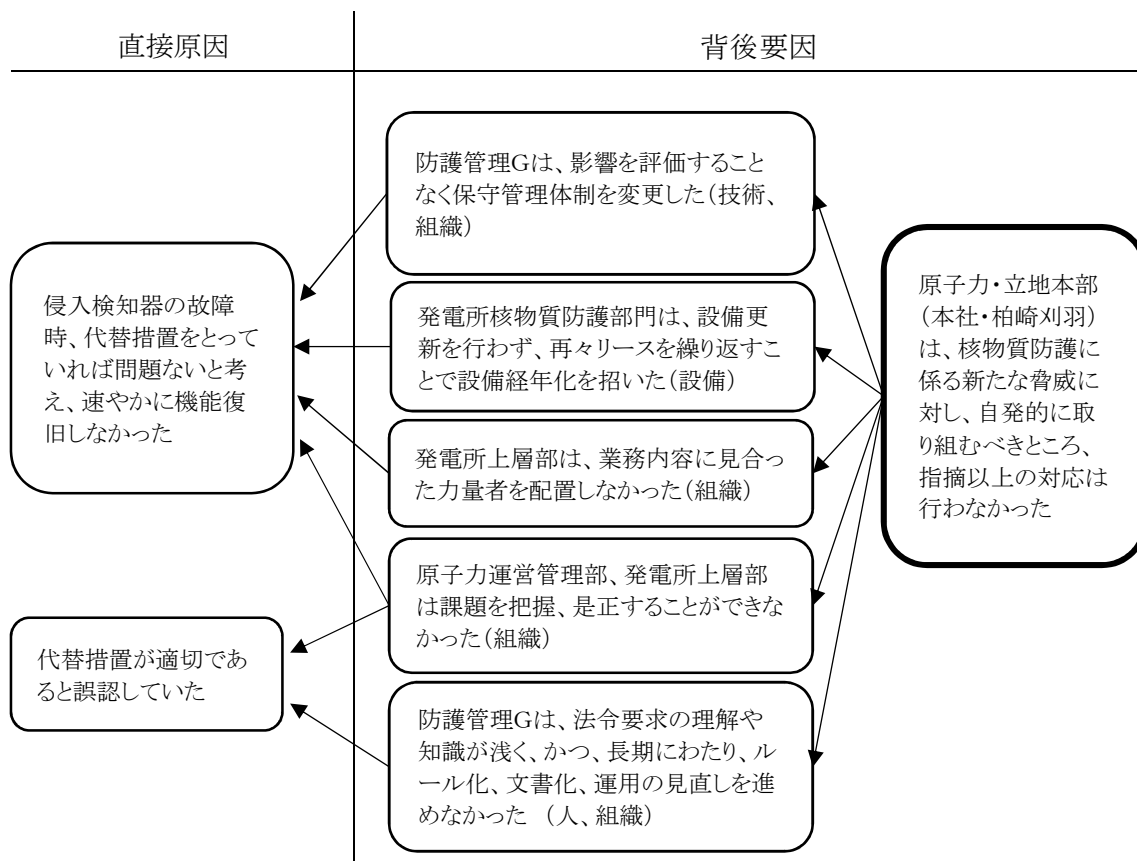 直接原因
背後要因
防護管理Gは、影響を評価すること
なく保守管理体制を変更した(技術、
組織)
侵入検知器の故障
時、代替措置をとって
いれば問題ないと考
え、速やかに機能復
旧しなかった
発電所核物質防護部門は、設備更
新を行わず、再々リースを繰り返すこ
とで設備経年化を招いた(設備)
発電所上層部は、業務内容に見合っ
た力量者を配置しなかった(組織)
原子力・立地本部
(本社・柏崎刈羽)
は、核物質防護に
係る新たな脅威に
対し、自発的に取
り組むべきところ、
指摘以上の対応は
行わなかった
原子力運営管理部、発電所上層部
は課題を把握、是正することができな
かった(組織)
代替措置が適切であ
ると誤認していた
防護管理Gは、法令要求の理解や
知識が浅く、かつ、長期にわたり、ル
ール化、文書化、運用の見直しを進
めなかった (人、組織)